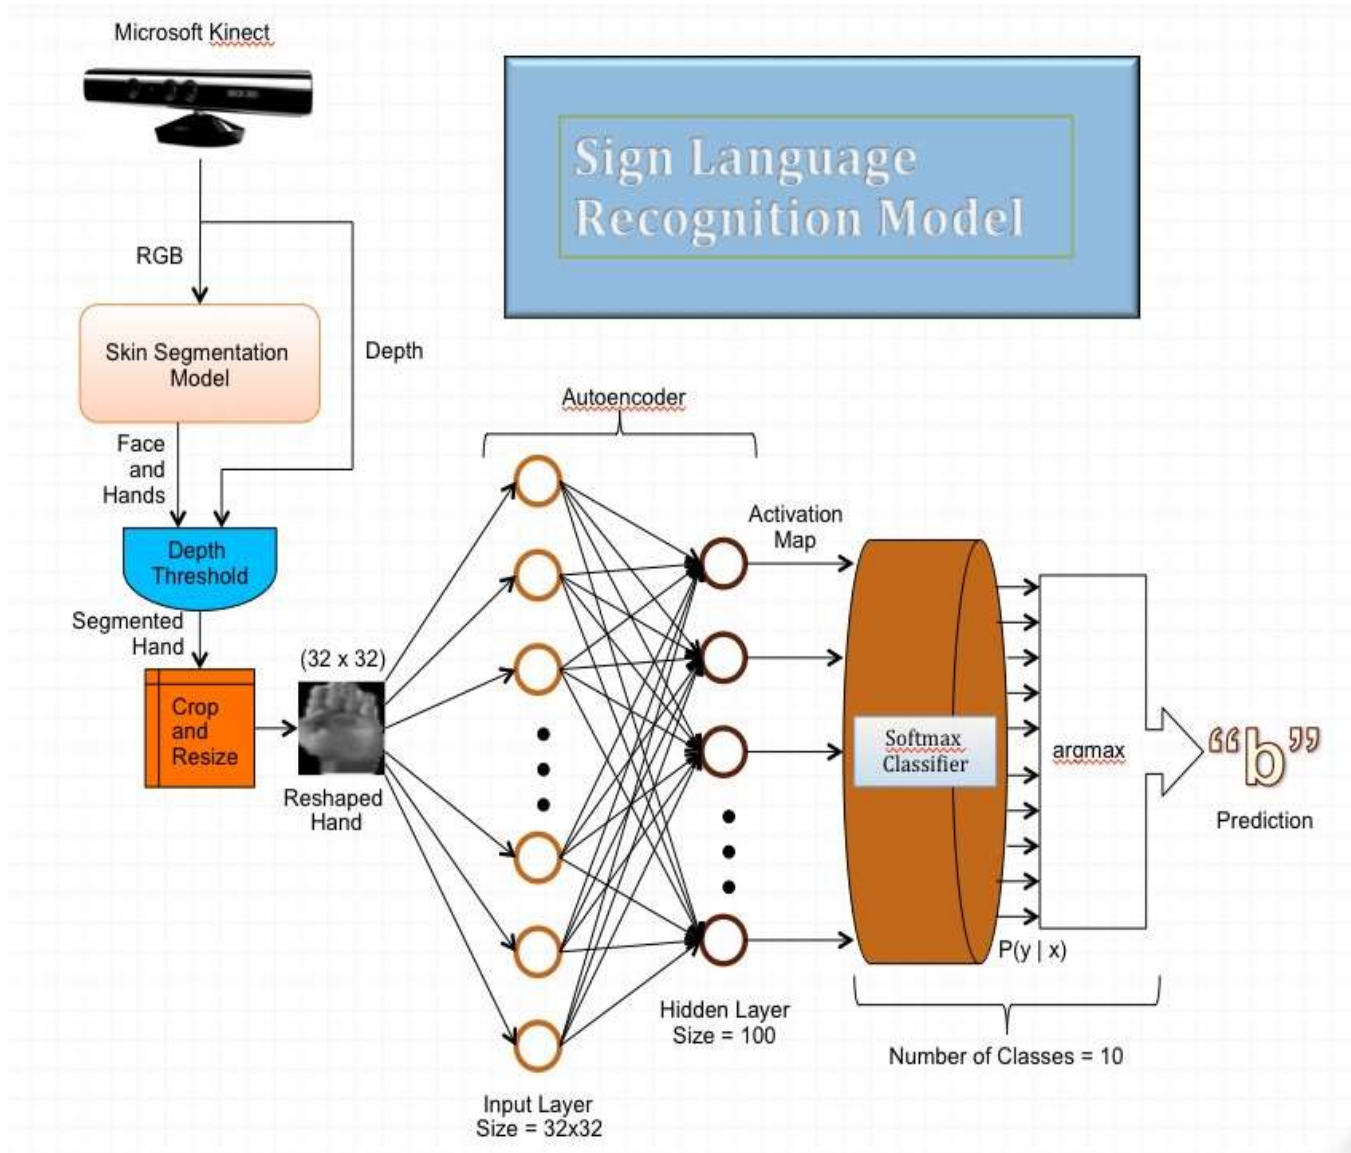 Microsoft Kinect
Sign Language
Recognition Model
RGB
Skin Segmentation
Model
Depth
Face
and
Hands
Depth
Threshold
Segmented
Hand
Crop
and
Resize
(32 x 32)
Reshaped
Hand
Autoencoder
Input Layer
Size = 32x32
Hidden Layer
Size = 100
Activation
Map
Softmax
Classifier
P(y | x)
argmax
Number of Classes = 10
“b”
Prediction